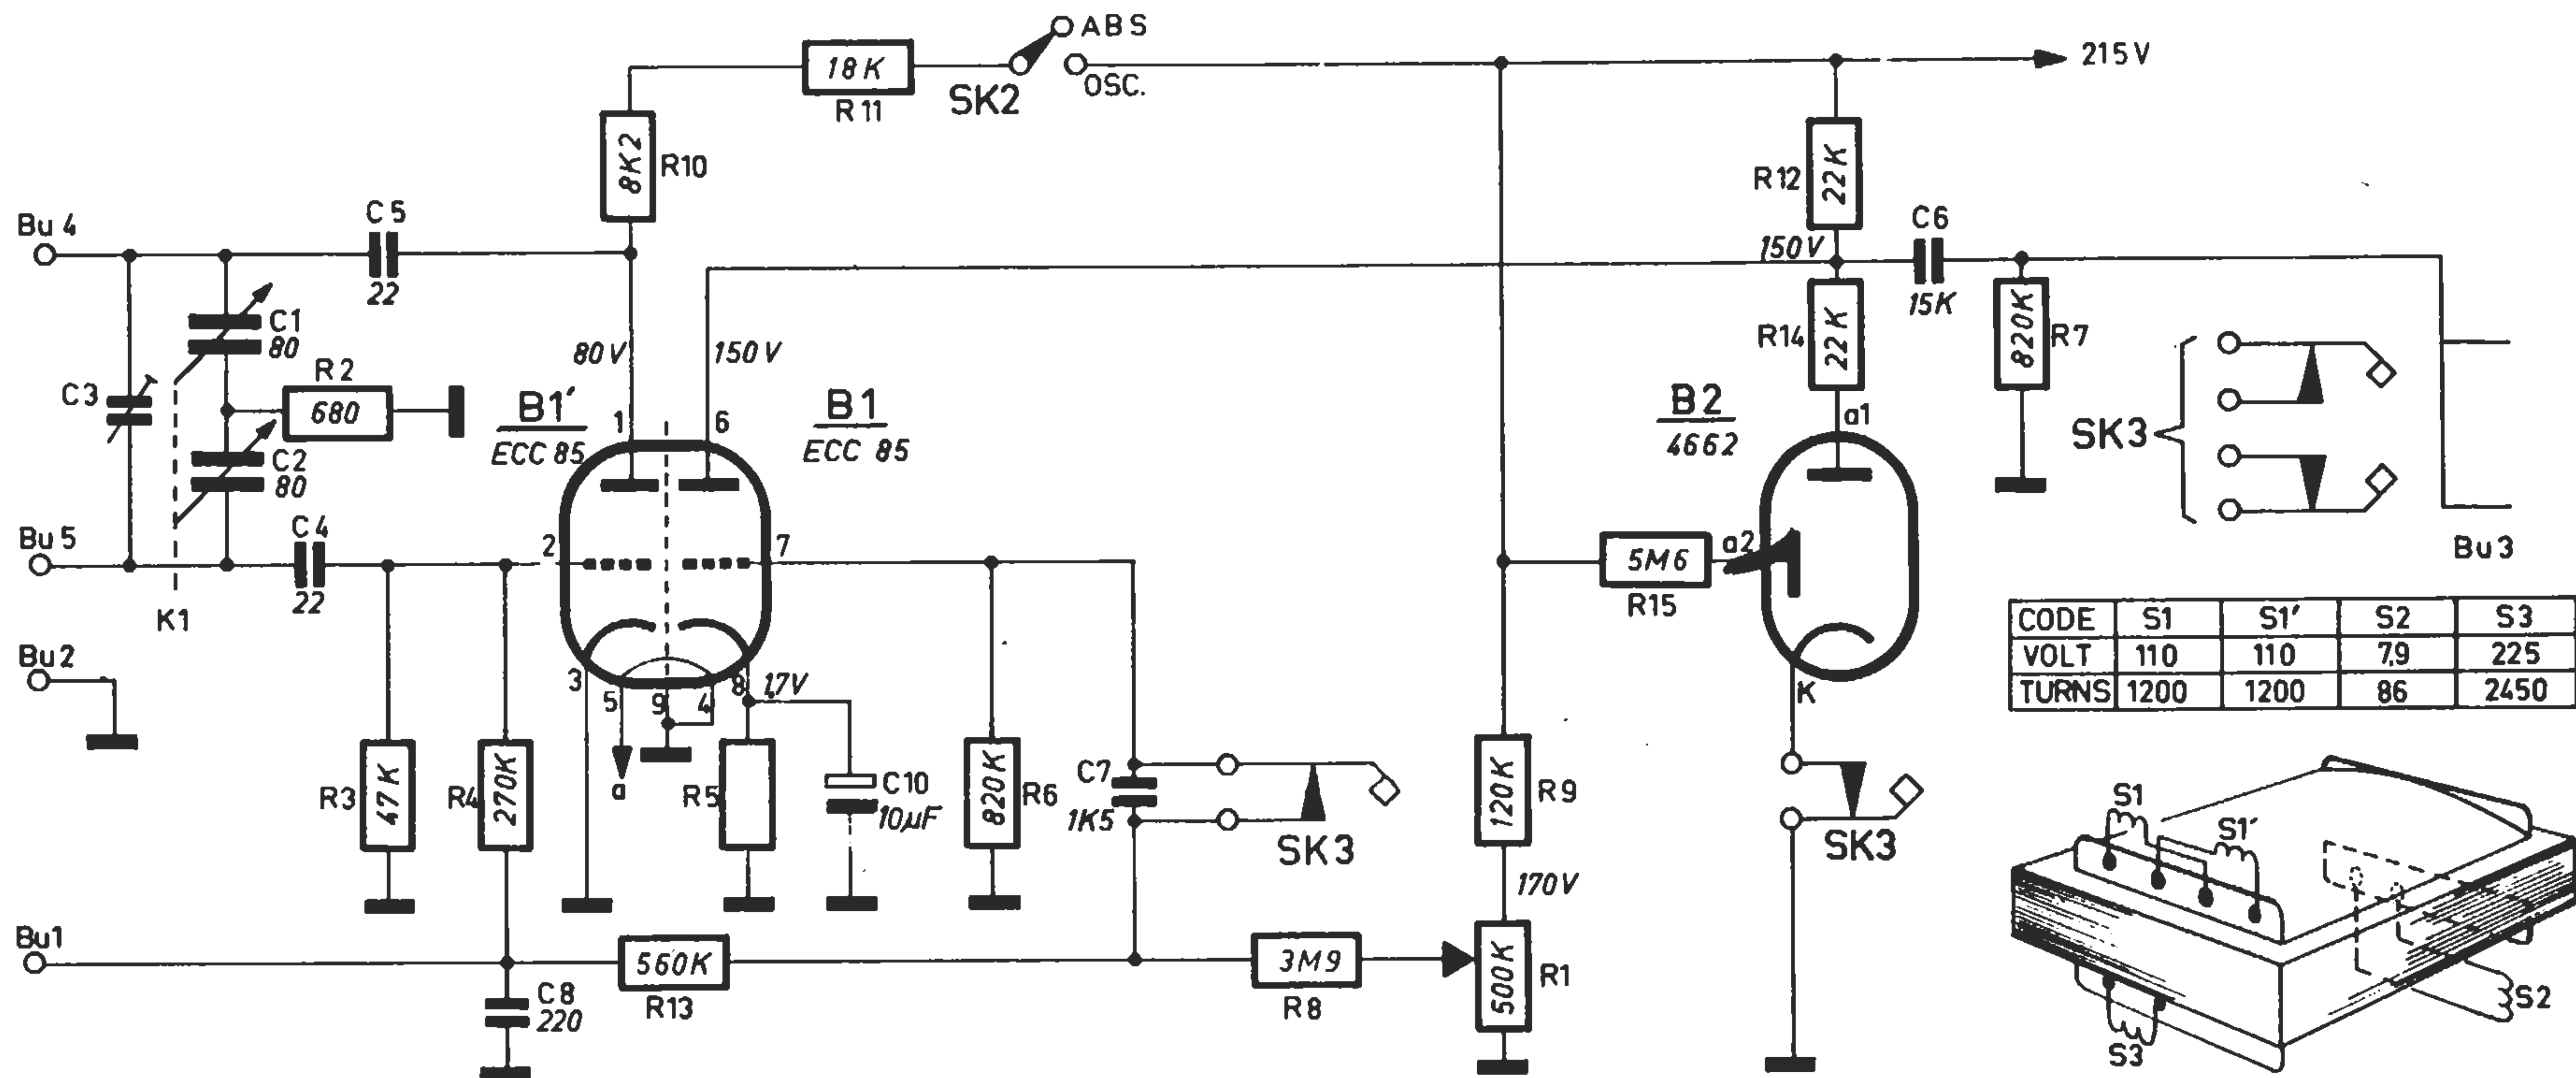 ABS
18K
R11
SK2
OSC.
215V
8K2
R10
R12
22K
Bu 4
C5
22
C6
15K
150V
R14
22K
820K
R7
C1
80
C3
R2
680
80V
150V
B1'
ECC 85
B1
ECC 85
1
6
B2
4662
a1
SK3
C2
80
Bu 5
C4
22
K1
2
7
5M6
R15
a2
Bu3
Bu2
3
5
9
4
8
1,7V
a
K
CODE S1 S1' S2 S3
VOLT 110 110 7,9 225
TURNS 1200 1200 86 2450
R3
47K
R4
270K
R5
C10
10µF
820K
R6
C7
1K5
SK3
120K
R9
SK3
170V
Bu1
560K
R13
3M9
R8
500K
R1
C8
220
S1
S1'
S2
S3